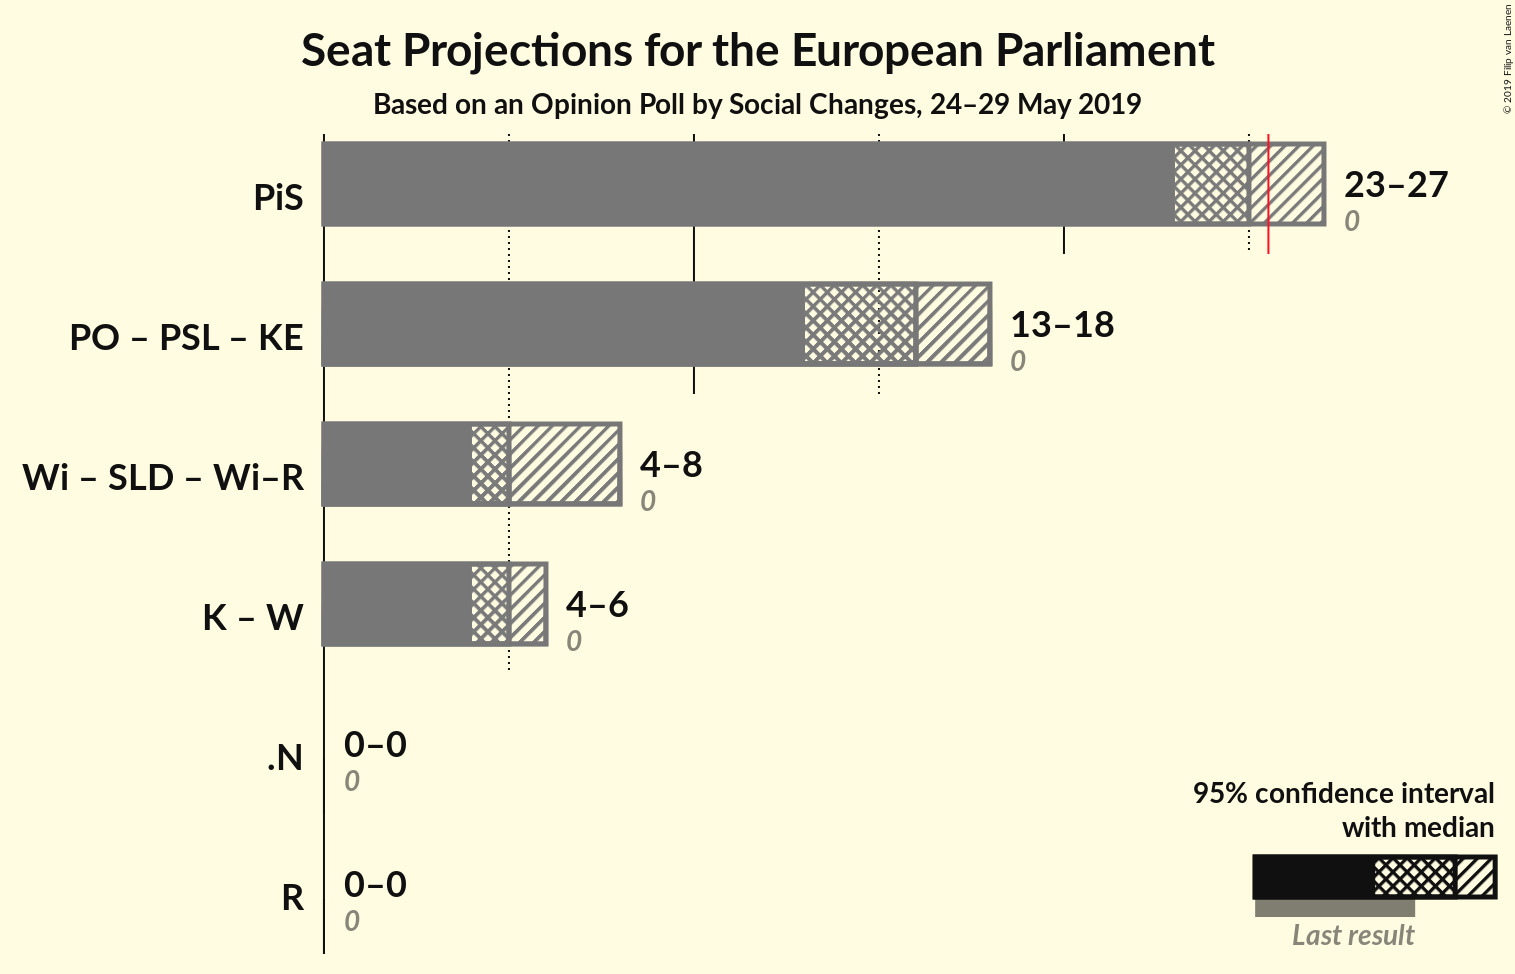 Seat Projections for the European Parliament
Based on an Opinion Poll by Social Changes, 24–29 May 2019
© 2019 Filip van Laenen
PiS
23–27
0
PO – PSL – KE
13–18
0
Wi – SLD – Wi–R
4–8
0
K – W
4–6
0
.N
0–0
0
R
0–0
0
95% confidence interval
with median
Last result